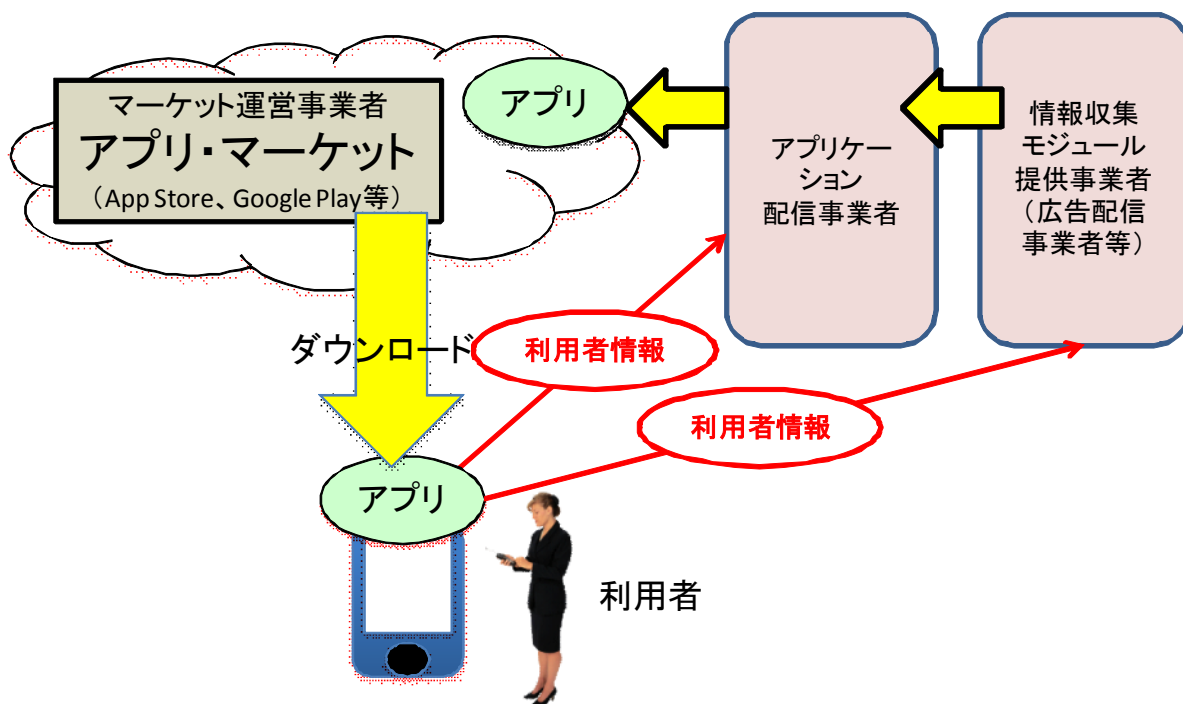 マーケット運営事業者
アプリ・マーケット
（App Store、Google Play等）
アプリ
アプリケー
ション
配信事業者
情報収集
モジュール
提供事業者
（広告配信
事業者等）
ダウンロード
利用者情報
利用者情報
アプリ
利用者